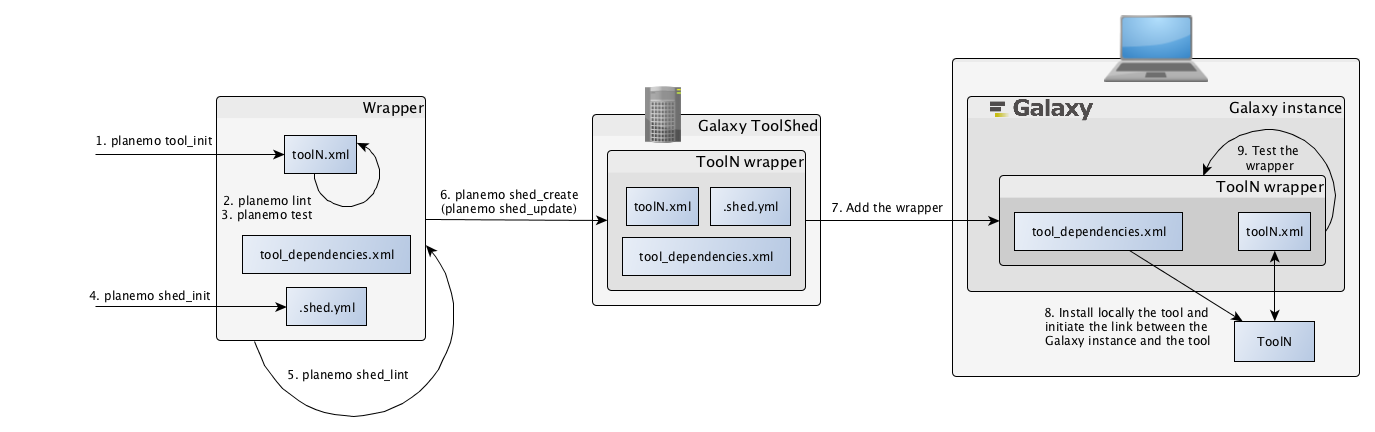 Wrapper
1. planemo tool_init
toolN.xml
2. planemo lint
3. planemo test
tool_dependencies.xml
4. planemo shed_init
.shed.yml
5. planemo shed_lint
6. planemo shed_create
(planemo shed_update)
Galaxy ToolShed
ToolN wrapper
toolN.xml
.shed.yml
tool_dependencies.xml
7. Add the wrapper
Galaxy
Galaxy instance
9. Test the
wrapper
ToolN wrapper
tool_dependencies.xml
toolN.xml
8. Install locally the tool and
initiate the link between the
Galaxy instance and the tool
ToolN